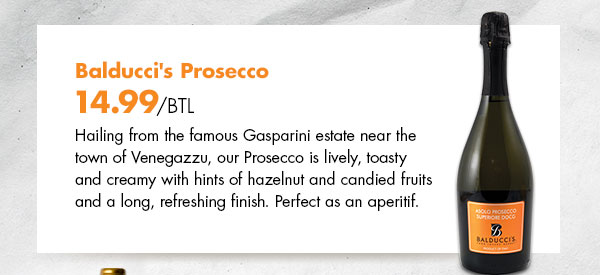 Balducci's Prosecco
14.99/BTL
Hailing from the famous Gasparini estate near the
town of Venegazzu, our Prosecco is lively, toasty
and creamy with hints of hazelnut and candied fruits
and a long, refreshing finish. Perfect as an aperitif.
ASOLO PROSECCO
SUPERIORE DOCG
B
BALDUCCI'S